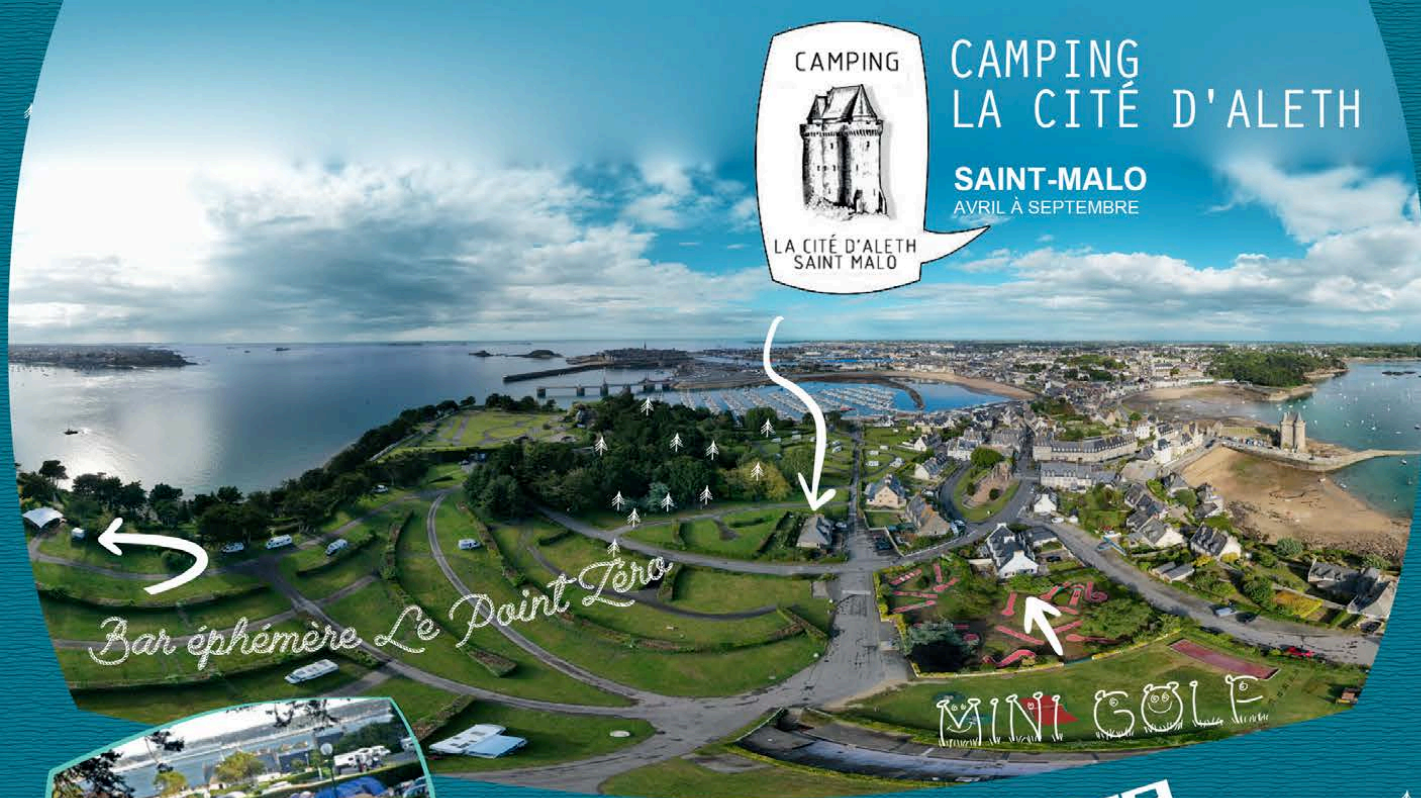 CAMPING
LA CITÉ D'ALETH
SAINT MALO
CAMPING
LA CITÉ D'ALETH
SAINT-MALO
AVRIL À SEPTEMBRE
Bar éphémère Le Point Zéro
MINI GOLF